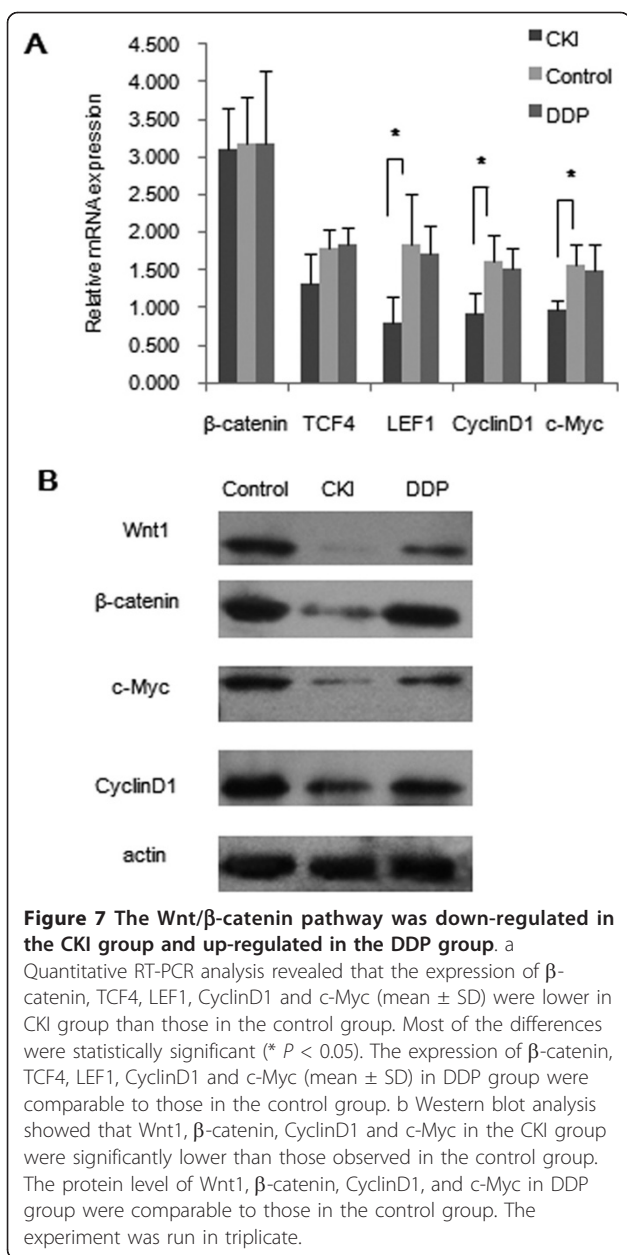 A
CKI
Control
DDP
4.500
4.000
3.500
3.000
2.500
2.000
1.500
1.000
0.500
0.000
Relative mRNA expression
* * *
β-catenin TCF4 LEF1 CyclinD1 c-Myc
B
Control CKI DDP
Wnt1
β-catenin
c-Myc
CyclinD1
actin
Figure 7 The Wnt/β-catenin pathway was down-regulated in
the CKI group and up-regulated in the DDP group. a
Quantitative RT-PCR analysis revealed that the expression of β-
catenin, TCF4, LEF1, CyclinD1 and c-Myc (mean ± SD) were lower in
CKI group than those in the control group. Most of the differences
were statistically significant (* P < 0.05). The expression of β-catenin,
TCF4, LEF1, CyclinD1 and c-Myc (mean ± SD) in DDP group were
comparable to those in the control group. b Western blot analysis
showed that Wnt1, β-catenin, CyclinD1 and c-Myc in the CKI group
were significantly lower than those observed in the control group.
The protein level of Wnt1, β-catenin, CyclinD1, and c-Myc in DDP
group were comparable to those in the control group. The
experiment was run in triplicate.